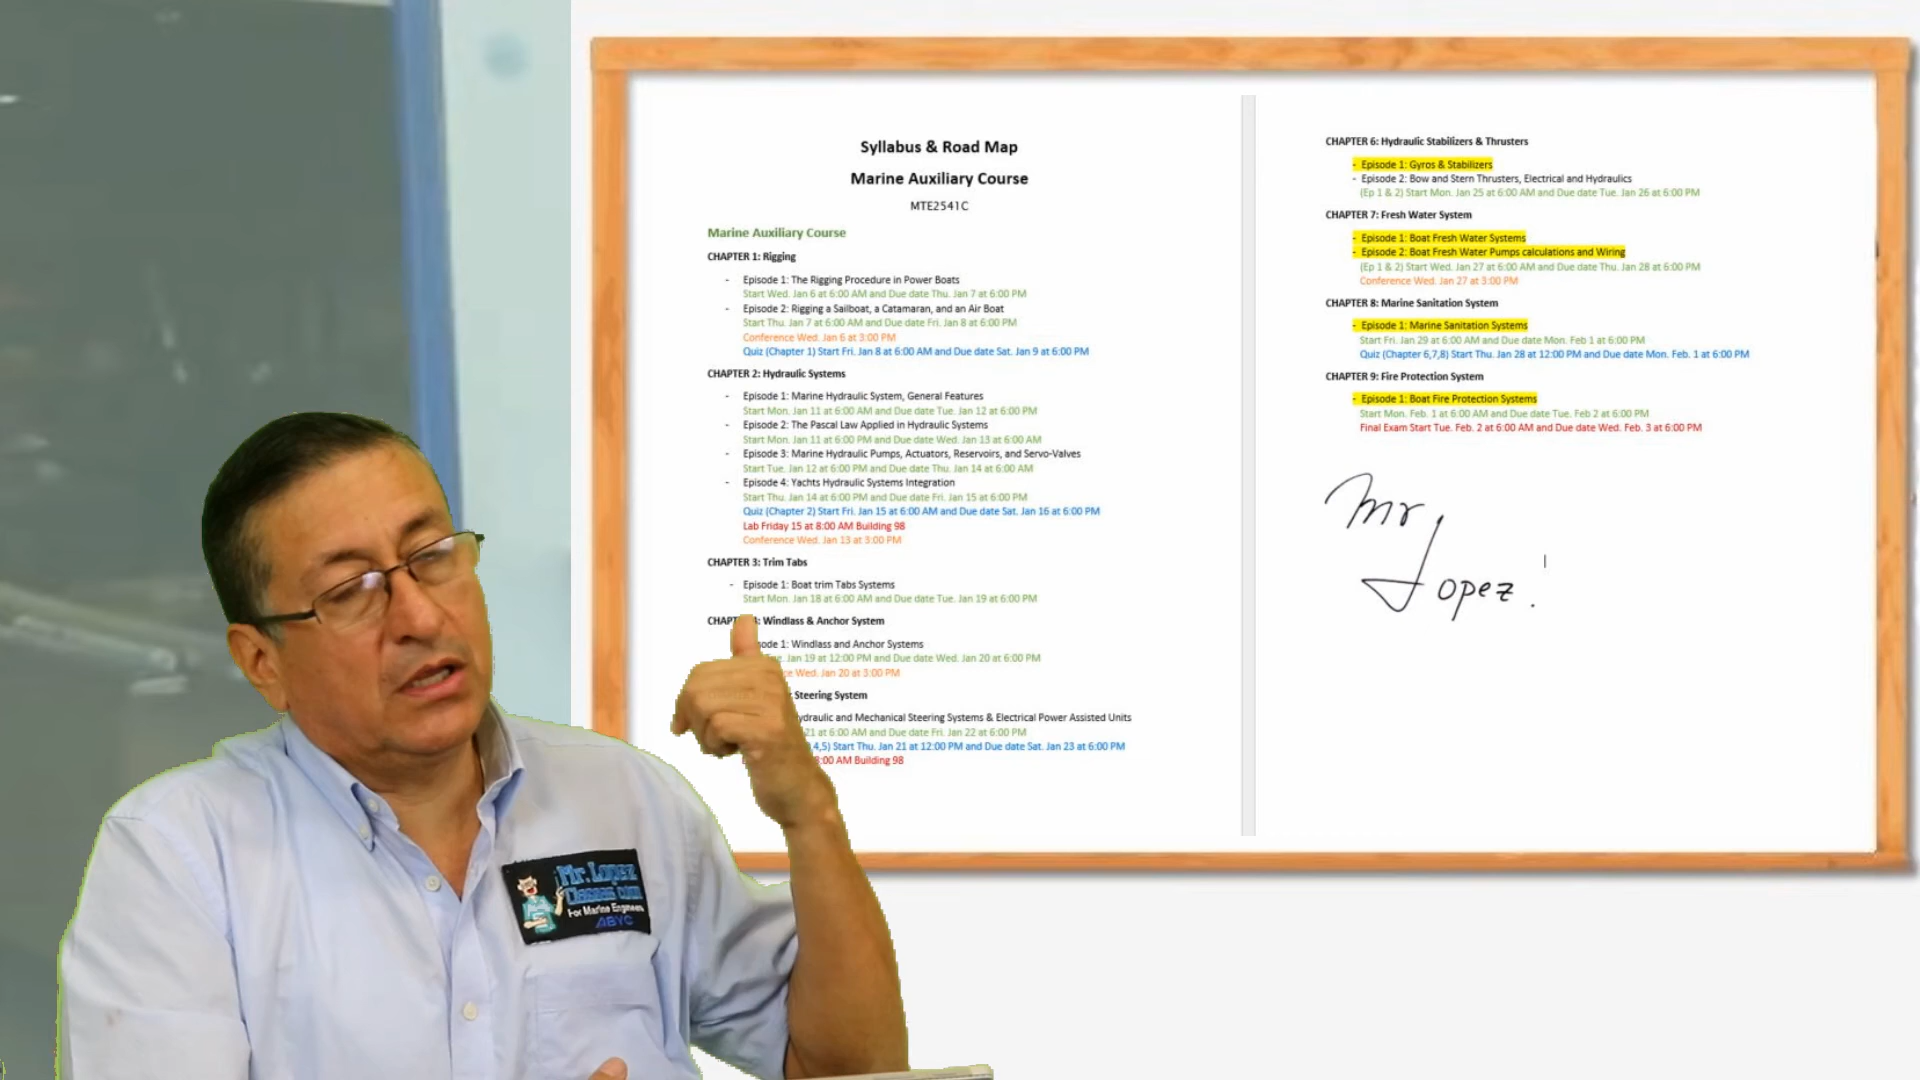 Syllabus & Road Map
Marine Auxiliary Course
MTE2541C
Marine Auxiliary Course
CHAPTER 1: Rigging
- Episode 1: The Rigging Procedure in Power Boats
Start Wed. Jan 6 at 6:00 AM and Due date Thu. Jan 7 at 6:00 PM
- Episode 2: Rigging a Sailboat, a Catamaran, and an Air Boat
Start Thu. Jan 7 at 6:00 AM and Due date Fri. Jan 8 at 6:00 PM
Conference Wed. Jan 6 at 3:00 PM
Quiz (Chapter 1) Start Fri. Jan 8 at 6:00 AM and Due date Sat. Jan 9 at 6:00 PM
CHAPTER 2: Hydraulic Systems
- Episode 1: Marine Hydraulic System, General Features
Start Mon. Jan 11 at 6:00 AM and Due date Tue. Jan 12 at 6:00 PM
- Episode 2: The Pascal Law Applied in Hydraulic Systems
Start Mon. Jan 11 at 6:00 PM and Due date Wed. Jan 13 at 6:00 AM
- Episode 3: Marine Hydraulic Pumps, Actuators, Reservoirs, and Servo-Valves
Start Tue. Jan 12 at 6:00 PM and Due date Thu. Jan 14 at 6:00 AM
- Episode 4: Yachts Hydraulic Systems Integration
Start Thu. Jan 14 at 6:00 PM and Due date Fri. Jan 15 at 6:00 PM
Quiz (Chapter 2) Start Fri. Jan 15 at 6:00 AM and Due date Sat. Jan 16 at 6:00 PM
Lab Friday 15 at 8:00 AM Building 98
Conference Wed. Jan 13 at 3:00 PM
CHAPTER 3: Trim Tabs
- Episode 1: Boat trim Tabs Systems
Start Mon. Jan 18 at 6:00 AM and Due date Tue. Jan 19 at 6:00 PM
Windlass & Anchor System
1: Windlass and Anchor Systems
Jan 19 at 12:00 PM and Due date Wed. Jan 20 at 6:00 PM
Wed. Jan 20 at 3:00 PM
Steering System
and Mechanical Steering Systems & Electrical Power Assisted Units
21 at 6:00 AM and Due date Fri. Jan 22 at 6:00 PM
4,5) Start Thu. Jan 21 at 12:00 PM and Due date Sat. Jan 23 at 6:00 PM
AM Building 98
CHAPTER 6: Hydraulic Stabilizers & Thrusters
- Episode 1: Gyros & Stabilizers
- Episode 2: Bow and Stern Thrusters, Electrical and Hydraulics
(Ep 1 & 2) Start Mon. Jan 25 at 6:00 AM and Due date Tue. Jan 26 at 6:00 PM
CHAPTER 7: Fresh Water System
- Episode 1: Boat Fresh Water Systems
- Episode 2: Boat Fresh Water Pumps calculations and Wiring
(Ep 1 & 2) Start Wed. Jan 27 at 6:00 AM and Due date Thu. Jan 28 at 6:00 PM
Conference Wed. Jan 27 at 3:00 PM
CHAPTER 8: Marine Sanitation System
- Episode 1: Marine Sanitation Systems
Start Fri. Jan 29 at 6:00 AM and Due date Mon. Feb 1 at 6:00 PM
Quiz (Chapter 6,7,8) Start Thu. Jan 28 at 12:00 PM and Due date Mon. Feb. 1 at 6:00 PM
CHAPTER 9: Fire Protection System
- Episode 1: Boat Fire Protection Systems
Start Mon. Feb. 1 at 6:00 AM and Due date Tue. Feb 2 at 6:00 PM
Final Exam Start Tue. Feb. 2 at 6:00 AM and Due date Wed. Feb. 3 at 6:00 PM
Mr
Lopez.
Mr. Lopez
Classes.com
For Marine Engineers
ABYC